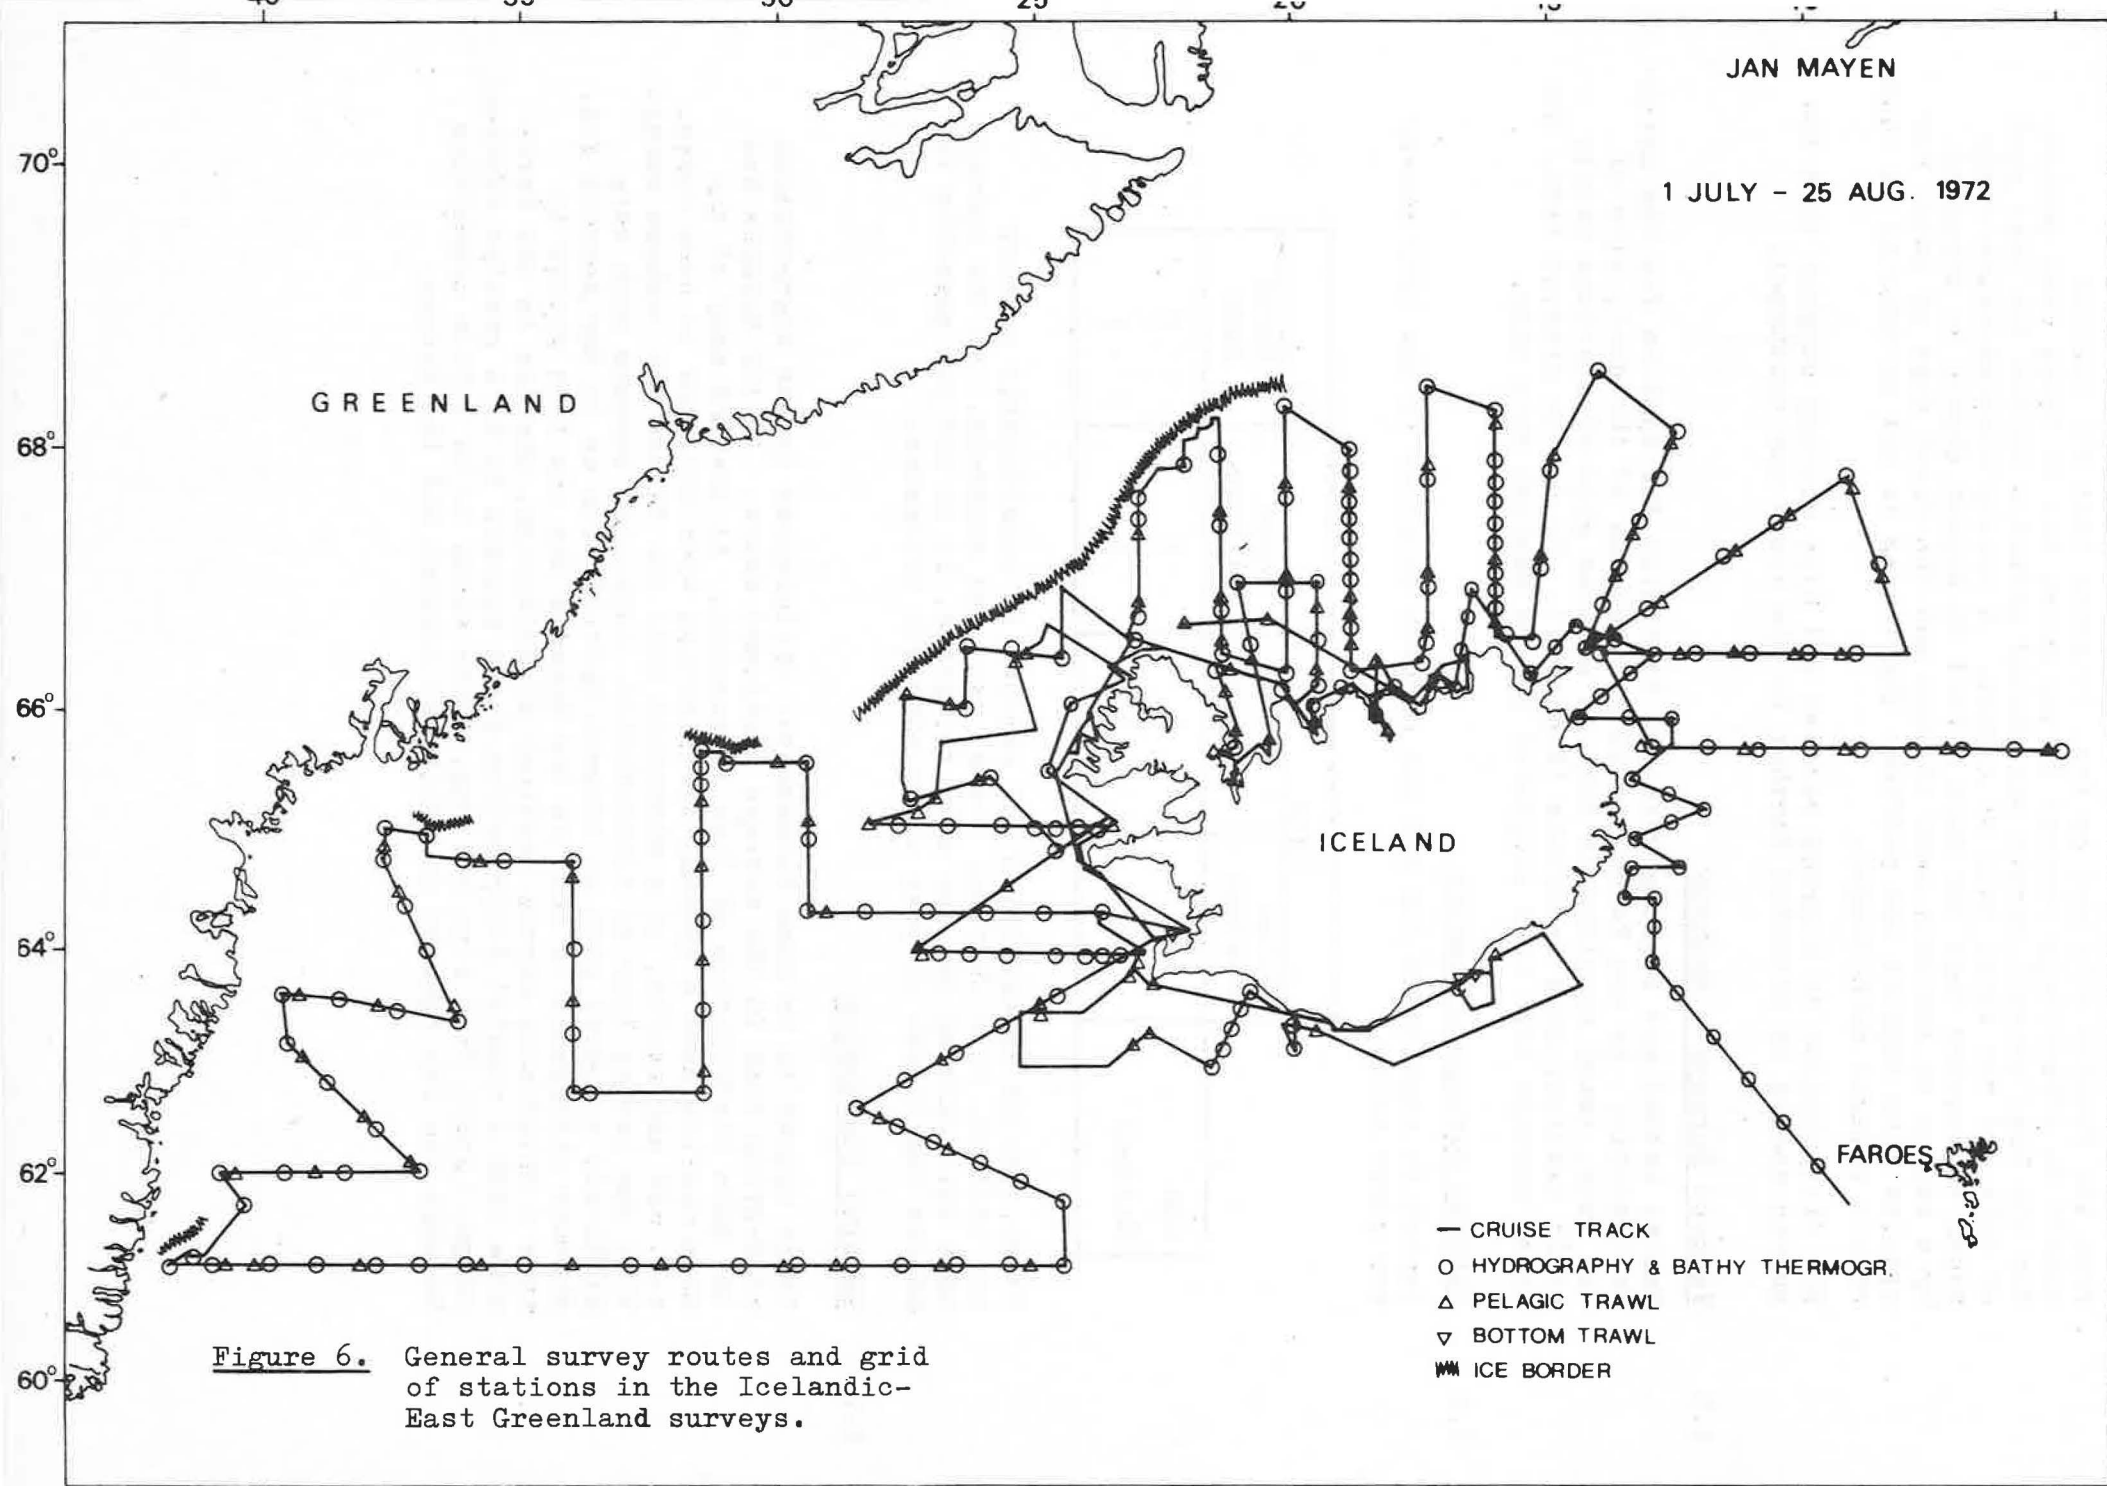 JAN MAYEN
1 JULY – 25 AUG. 1972
70°
GREENLAND
68°
66°
ICELAND
64°
62°
FAROES
60°
— CRUISE TRACK
○ HYDROGRAPHY & BATHY THERMOGR.
△ PELAGIC TRAWL
▽ BOTTOM TRAWL
ICE BORDER
Figure 6. General survey routes and grid
of stations in the Icelandic-
East Greenland surveys.